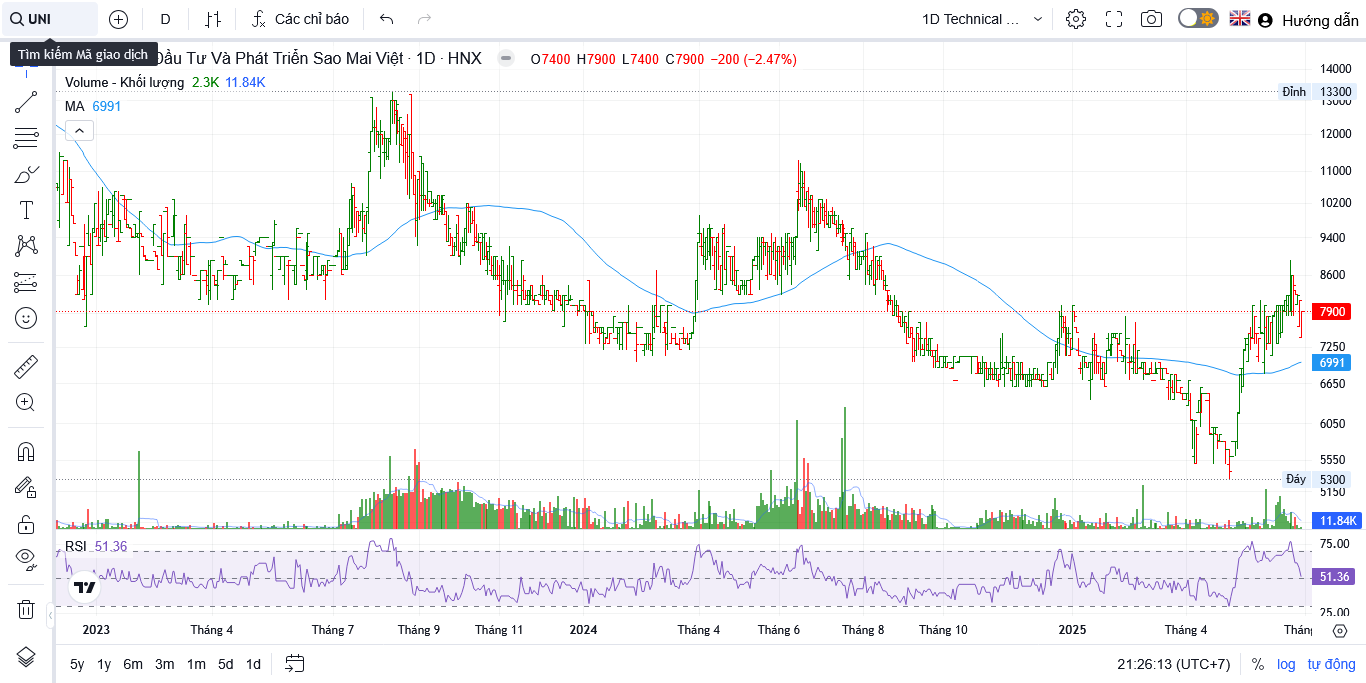 UNI
D
Các chỉ báo
1D Technical ...
Hướng dẫn
Tìm kiếm Mã giao dịch
Đầu Tư Và Phát Triển Sao Mai Việt · 1D · HNX
O7400 H7900 L7400 C7900 −200 (−2.47%)
Volume - Khối lượng 2.3K 11.84K
MA 6991
14000
Đỉnh 13300
13000
12000
11000
10200
9400
8600
7900
7250
6991
6650
6050
5550
Đáy 5300
5150
11.84K
RSI 51.36
75.00
51.36
25.00
2023 Tháng 4 Tháng 7 Tháng 9 Tháng 11 2024 Tháng 4 Tháng 6 Tháng 8 Tháng 10 2025 Tháng 4 Tháng
5y 1y 6m 3m 1m 5d 1d
21:26:13 (UTC+7) % log tự động